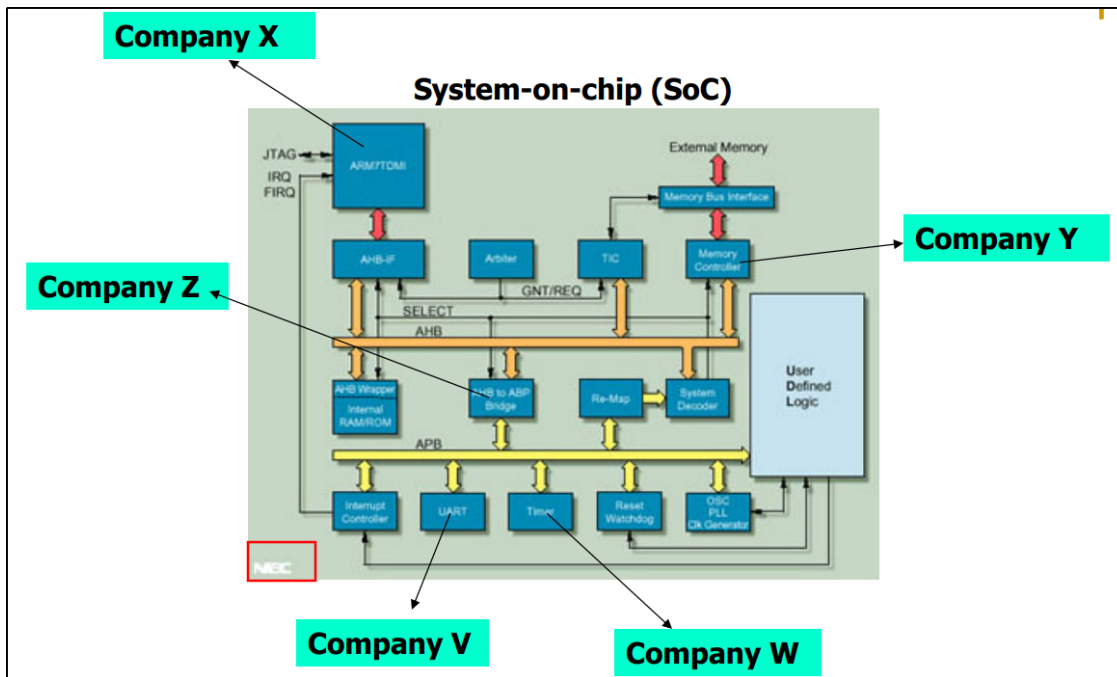 Company X
System-on-chip (SoC)
JTAG
ARM7TDMI
IRQ
FIRQ
External Memory
Memory Bus Interface
Company Y
AHB-IF
Arbiter
TIC
Memory
Controller
Company Z
GNT/REQ
SELECT
AHB
AHB Wrapper
Internal
RAM/ROM
AHB to ABP
Bridge
Re-Map
System
Decoder
User
Defined
Logic
APB
Interrupt
Controller
UART
Timer
Reset
Watchdog
OSC
PLL
Clk Generator
NEC
Company V
Company W